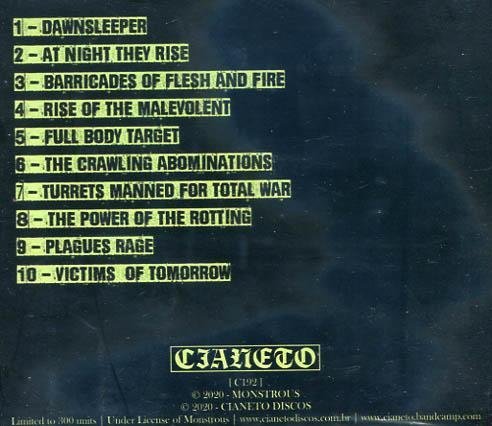 1 - DAWNSLEEPER
2 - AT NIGHT THEY RISE
3 - BARRICADES OF FLESH AND FIRE
4 - RISE OF THE MALEVOLENT
5 - FULL BODY TARGET
6 - THE CRAWLING ABOMINATIONS
7 - TURRETS MANNED FOR TOTAL WAR
8 - THE POWER OF THE ROTTING
9 - PLAGUES RAGE
10 - VICTIMS OF TOMORROW
CIANETO
[ C192 ]
© 2020 - MONSTROUS
© 2020 - CIANETO DISCOS
Limited to 300 units | Under License of Monstrous | www.cianetodiscos.com.br | www.cianeto.bandcamp.com